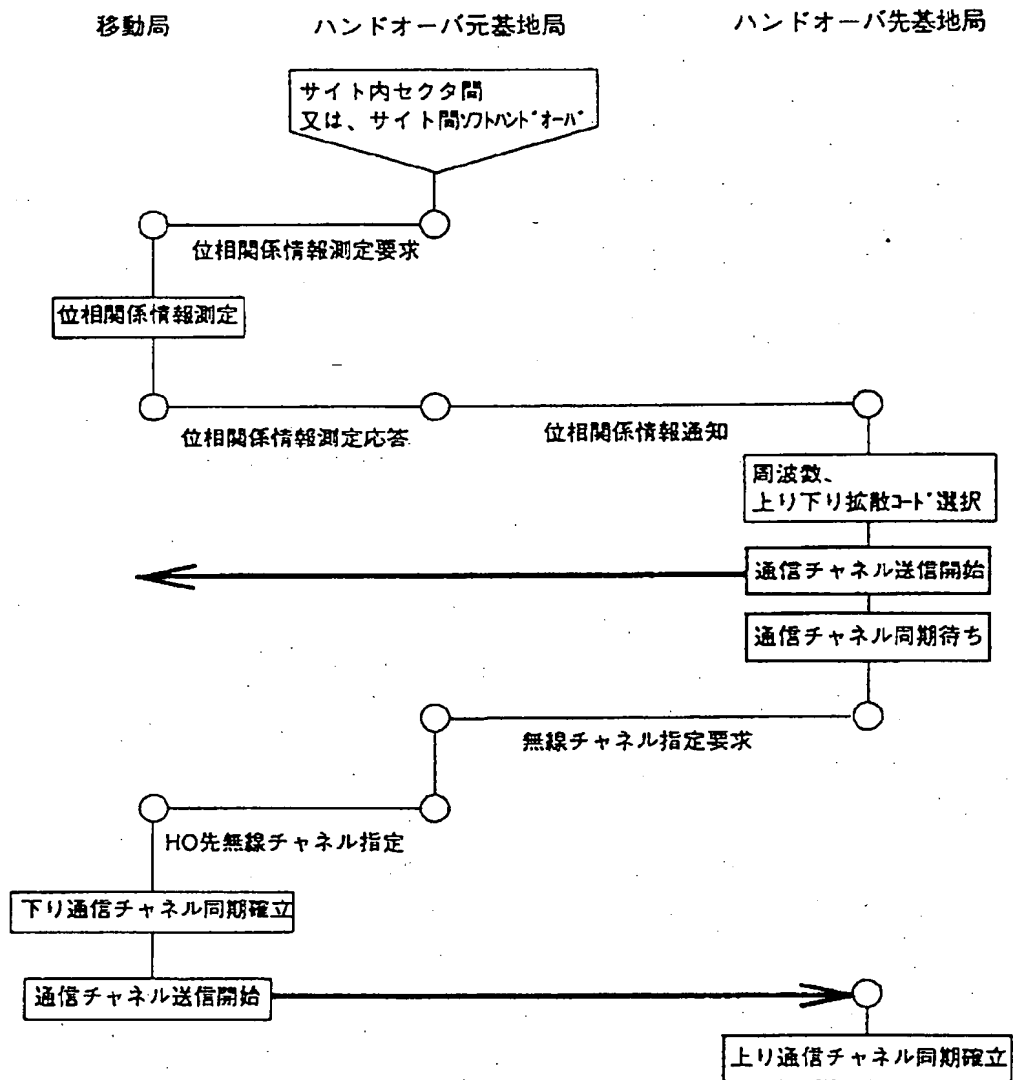 移動局
ハンドオーバ元基地局
ハンドオーバ先基地局
サイト内セクタ間
又は、サイト間ソフトハンドオーバ
位相関係情報測定要求
位相関係情報測定
位相関係情報測定応答
位相関係情報通知
周波数、
上り下り拡散コード選択
通信チャネル送信開始
通信チャネル同期待ち
無線チャネル指定要求
HO先無線チャネル指定
下り通信チャネル同期確立
通信チャネル送信開始
上り通信チャネル同期確立